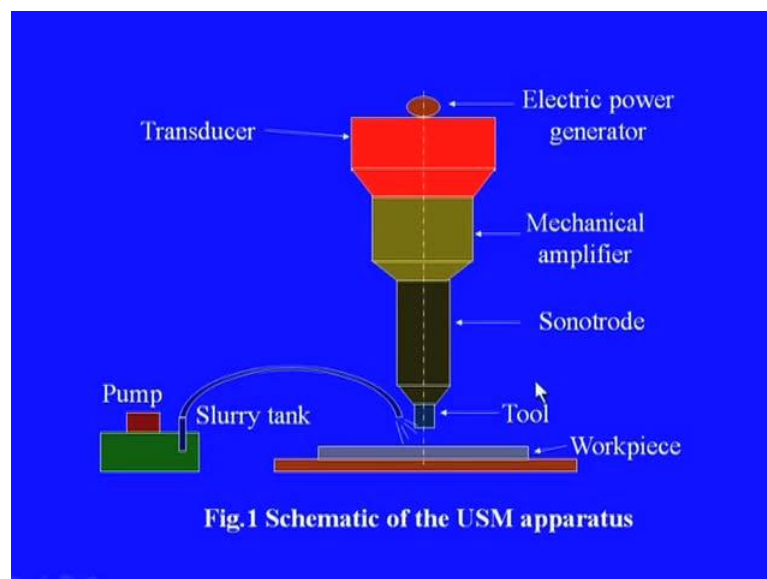 Electric power
generator
Transducer
Mechanical
amplifier
Sonotrode
Pump
Slurry tank
Tool
Workpiece
Fig.1 Schematic of the USM apparatus